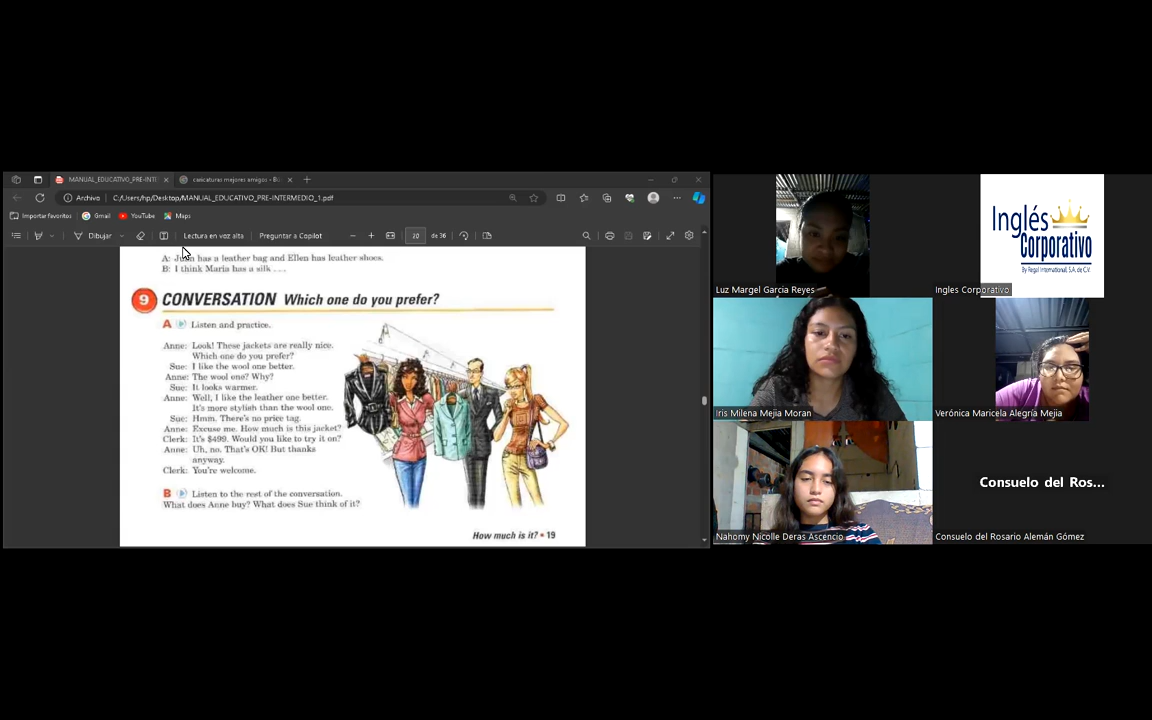 MANUAL_EDUCATIVO_PRE-INTE
caricaturas mejores amigos - B
Archivo
C:/Users/hp/Desktop/MANUAL_EDUCATIVO_PRE-INTERMEDIO_1.pdf
Importar favoritos
Gmail
YouTube
Maps
Dibujar
Lectura en voz alta
Preguntar a Copilot
20
de 36
A: Juan has a leather bag and Ellen has leather shoes.
B: I think Maria has a silk . . .
9 CONVERSATION Which one do you prefer?
A Listen and practice.
Anne: Look! These jackets are really nice.
Which one do you prefer?
Sue: I like the wool one better.
Anne: The wool one? Why?
Sue: It looks warmer.
Anne: Well, I like the leather one better.
It's more stylish than the wool one.
Sue: Hmm. There's no price tag.
Anne: Excuse me. How much is this jacket?
Clerk: It's $499. Would you like to try it on?
Anne: Uh, no. That's OK! But thanks
anyway.
Clerk: You're welcome.
B Listen to the rest of the conversation.
What does Anne buy? What does Sue think of it?
How much is it? ▪ 19
Luz Margel Garcia Reyes
Inglés
Corporativo
By Regal International, S.A. de C.V.
Ingles Corporativo
Iris Milena Mejia Moran
Verónica Maricela Alegría Mejia
Nahomy Nicolle Deras Ascencio
Consuelo del Ros...
Consuelo del Rosario Alemán Gómez